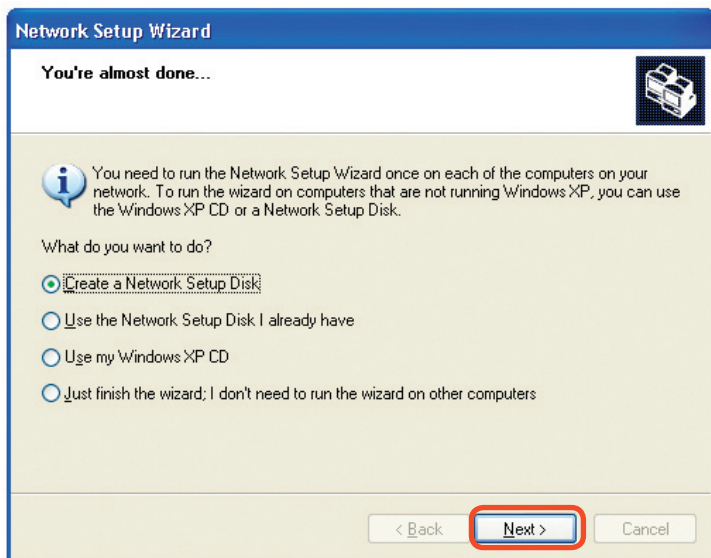 Network Setup Wizard
You're almost done...
You need to run the Network Setup Wizard once on each of the computers on your
network. To run the wizard on computers that are not running Windows XP, you can use
the Windows XP CD or a Network Setup Disk.
What do you want to do?
Create a Network Setup Disk
Use the Network Setup Disk I already have
Use my Windows XP CD
Just finish the wizard; I don't need to run the wizard on other computers
< Back
Next >
Cancel